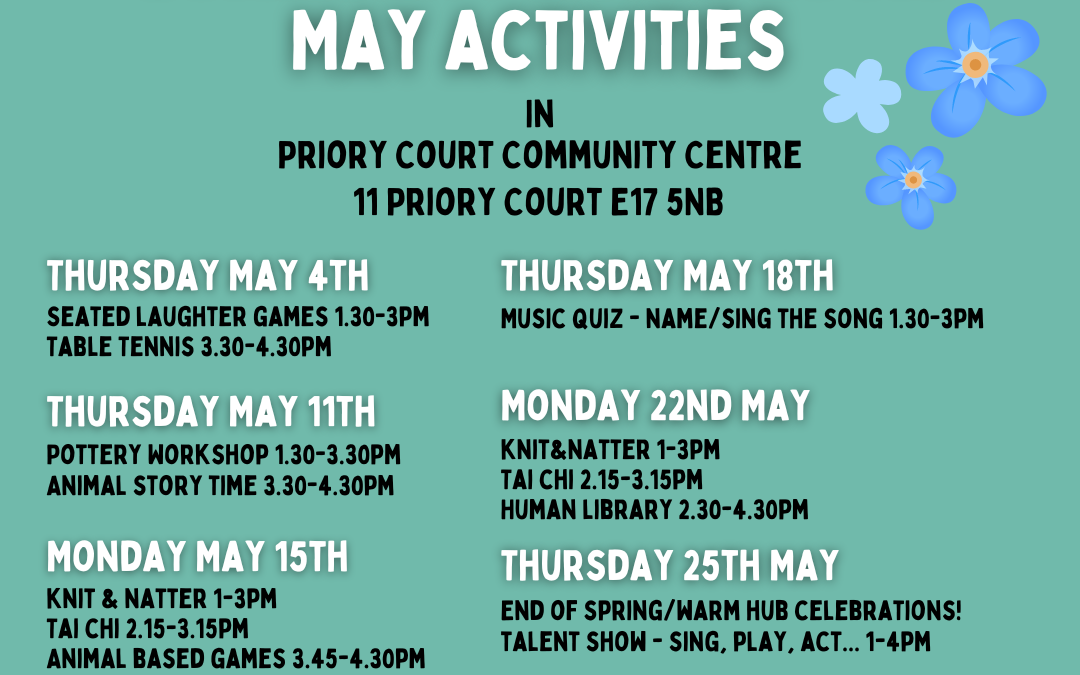 MAY ACTIVITIES
IN
PRIORY COURT COMMUNITY CENTRE
11 PRIORY COURT E17 5NB
THURSDAY MAY 4TH
SEATED LAUGHTER GAMES 1.30-3PM
TABLE TENNIS 3.30-4.30PM
THURSDAY MAY 11TH
POTTERY WORKSHOP 1.30-3.30PM
ANIMAL STORY TIME 3.30-4.30PM
MONDAY MAY 15TH
KNIT & NATTER 1-3PM
TAI CHI 2.15-3.15PM
ANIMAL BASED GAMES 3.45-4.30PM
THURSDAY MAY 18TH
MUSIC QUIZ - NAME/SING THE SONG 1.30-3PM
MONDAY 22ND MAY
KNIT&NATTER 1-3PM
TAI CHI 2.15-3.15PM
HUMAN LIBRARY 2.30-4.30PM
THURSDAY 25TH MAY
END OF SPRING/WARM HUB CELEBRATIONS!
TALENT SHOW - SING, PLAY, ACT... 1-4PM